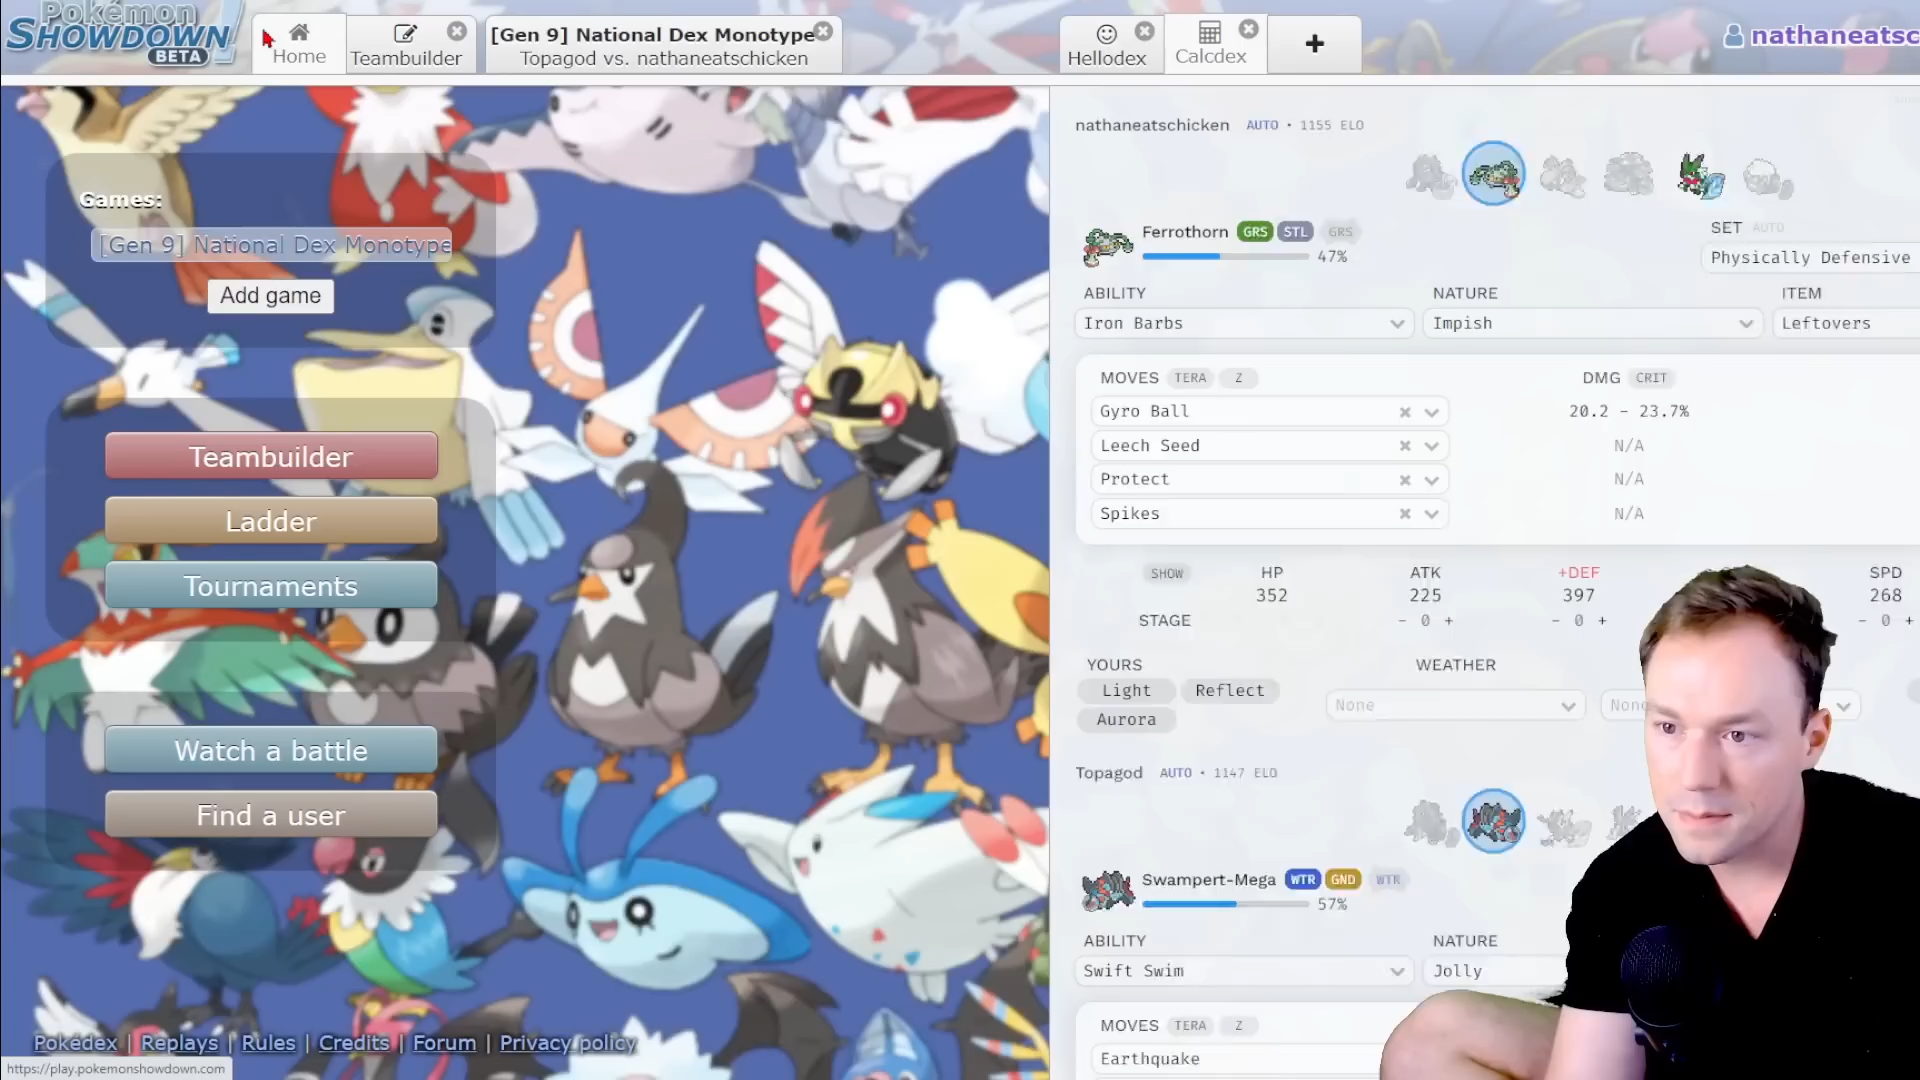 Pokémon
SHOWDOWN
BETA
Home
Teambuilder
[Gen 9] National Dex Monotype
Topagod vs. nathaneatschicken
Hellodex
Calcdex
nathaneatsc
Games:
[Gen 9] National Dex Monotype
Add game
Teambuilder
Ladder
Tournaments
Watch a battle
Find a user
Pokédex | Replays | Rules | Credits | Forum | Privacy policy
https://play.pokemonshowdown.com
nathaneatschicken AUTO • 1155 ELO
Ferrothorn GRS STL GRS
47%
SET AUTO
Physically Defensive
ABILITY NATURE ITEM
Iron Barbs Impish Leftovers
MOVES TERA Z DMG CRIT
Gyro Ball 20.2 - 23.7%
Leech Seed N/A
Protect N/A
Spikes N/A
SHOW HP ATK +DEF SPD
352 225 397 268
STAGE - 0 + - 0 + - 0 +
YOURS WEATHER
Light Reflect None
Aurora
Topagod AUTO • 1147 ELO
Swampert-Mega WTR GND WTR
57%
ABILITY NATURE
Swift Swim Jolly
MOVES TERA Z
Earthquake